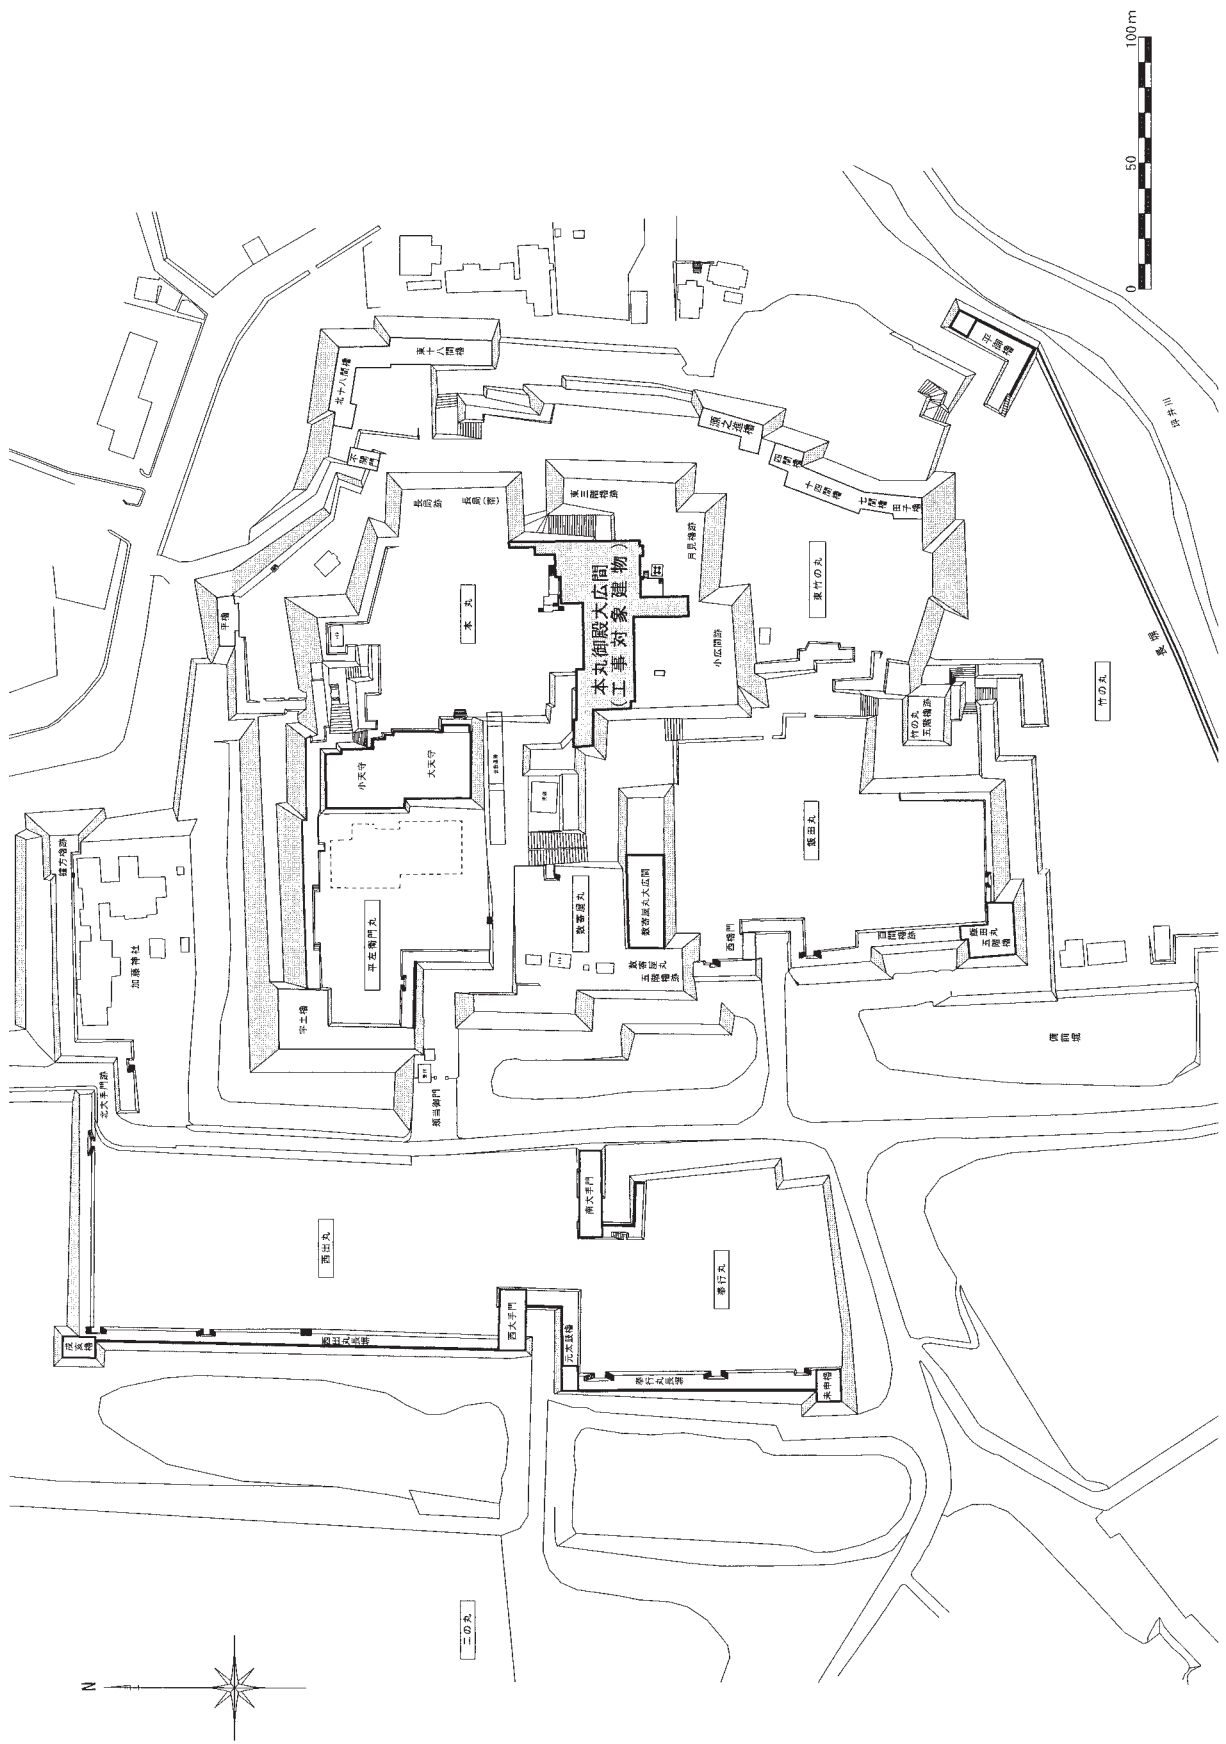 N
二の丸
戌亥櫓
西出丸長塀
西出丸
西大手門
元太鼓櫓
奉行丸長塀
未申櫓
奉行丸
南大手門
北大手門跡
加藤神社
櫨方櫓跡
頬当御門
宇土櫓
平左衛門丸
小天守
大天守
数寄屋丸
数寄屋丸
五階櫓跡
数寄屋丸大広間
西櫓門
百間櫓跡
飯田丸
五階櫓
飯田丸
備前堀
平櫓
本丸
本丸御殿大広間
(工事対象建物)
長局跡
不開門
北十八間櫓
東十八間櫓
東三階櫓跡
月見櫓跡
小広間跡
源之進櫓
四間櫓
十四間櫓
七間櫓
田子櫓
東竹の丸
竹の丸
五階櫓跡
竹の丸
長塀
平御櫓
坪井川
0
50
100m